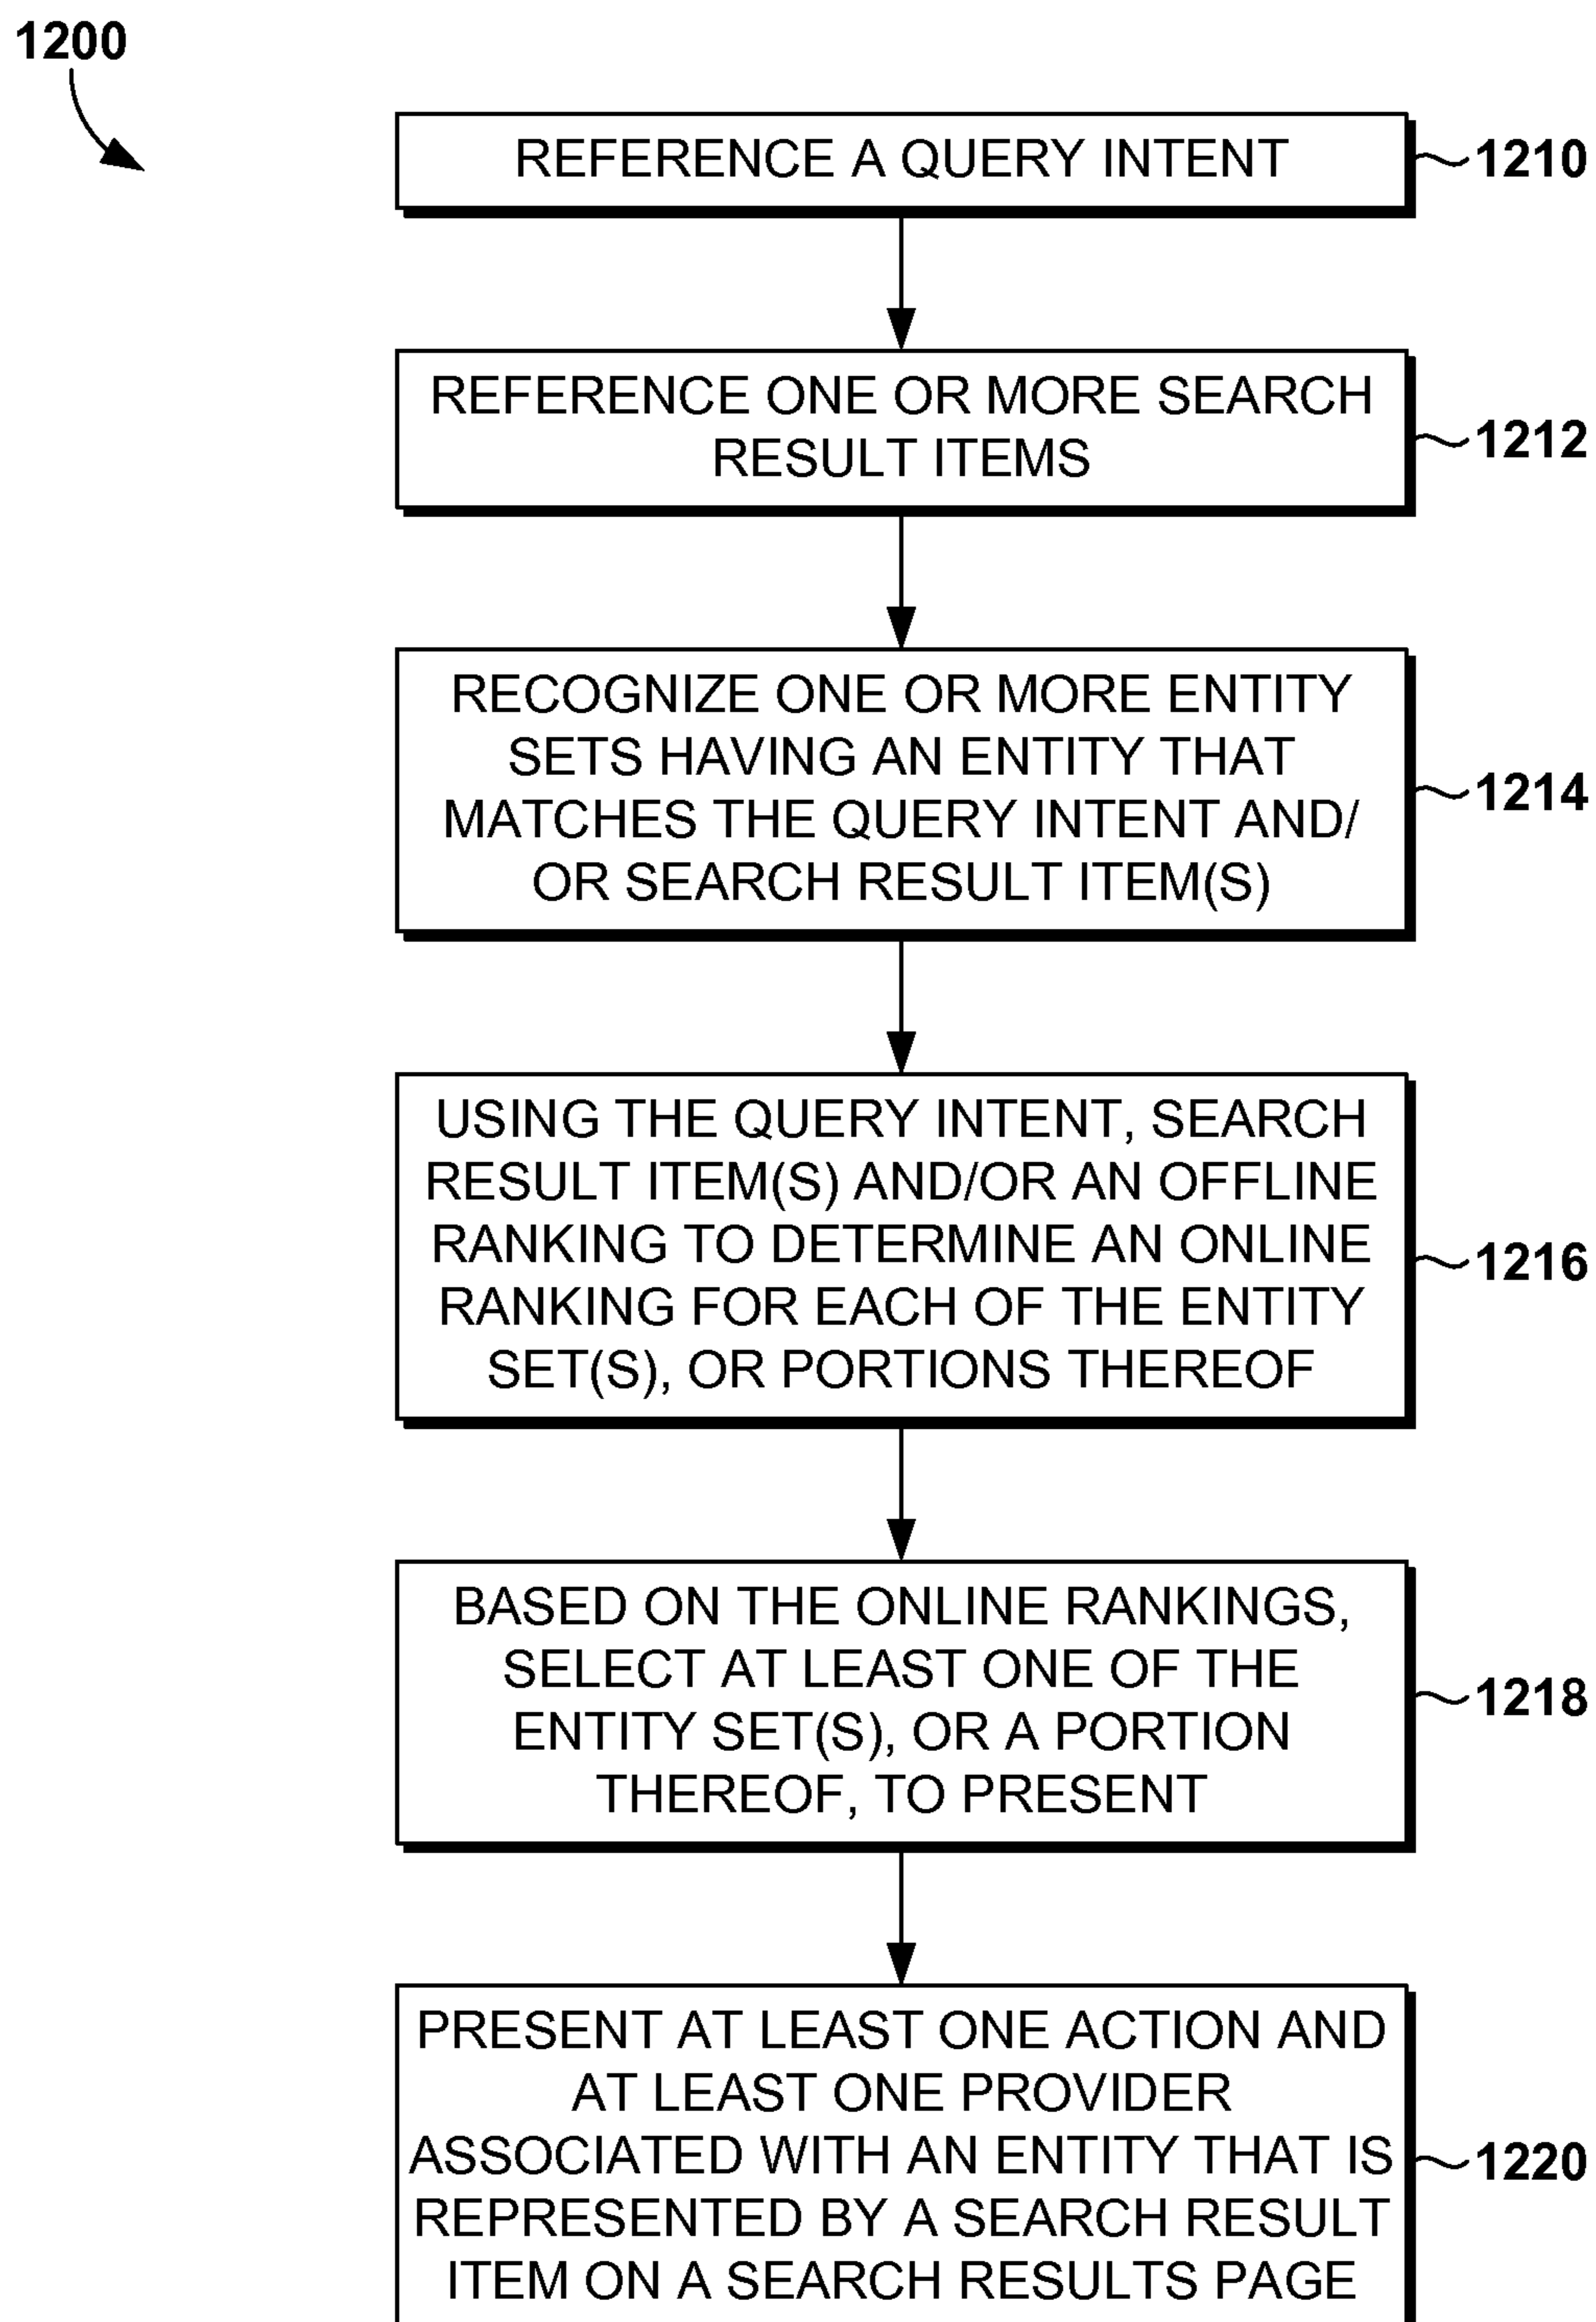 1200
REFERENCE A QUERY INTENT
1210
REFERENCE ONE OR MORE SEARCH
RESULT ITEMS
1212
RECOGNIZE ONE OR MORE ENTITY
SETS HAVING AN ENTITY THAT
MATCHES THE QUERY INTENT AND/
OR SEARCH RESULT ITEM(S)
1214
USING THE QUERY INTENT, SEARCH
RESULT ITEM(S) AND/OR AN OFFLINE
RANKING TO DETERMINE AN ONLINE
RANKING FOR EACH OF THE ENTITY
SET(S), OR PORTIONS THEREOF
1216
BASED ON THE ONLINE RANKINGS,
SELECT AT LEAST ONE OF THE
ENTITY SET(S), OR A PORTION
THEREOF, TO PRESENT
1218
PRESENT AT LEAST ONE ACTION AND
AT LEAST ONE PROVIDER
ASSOCIATED WITH AN ENTITY THAT IS
REPRESENTED BY A SEARCH RESULT
ITEM ON A SEARCH RESULTS PAGE
1220